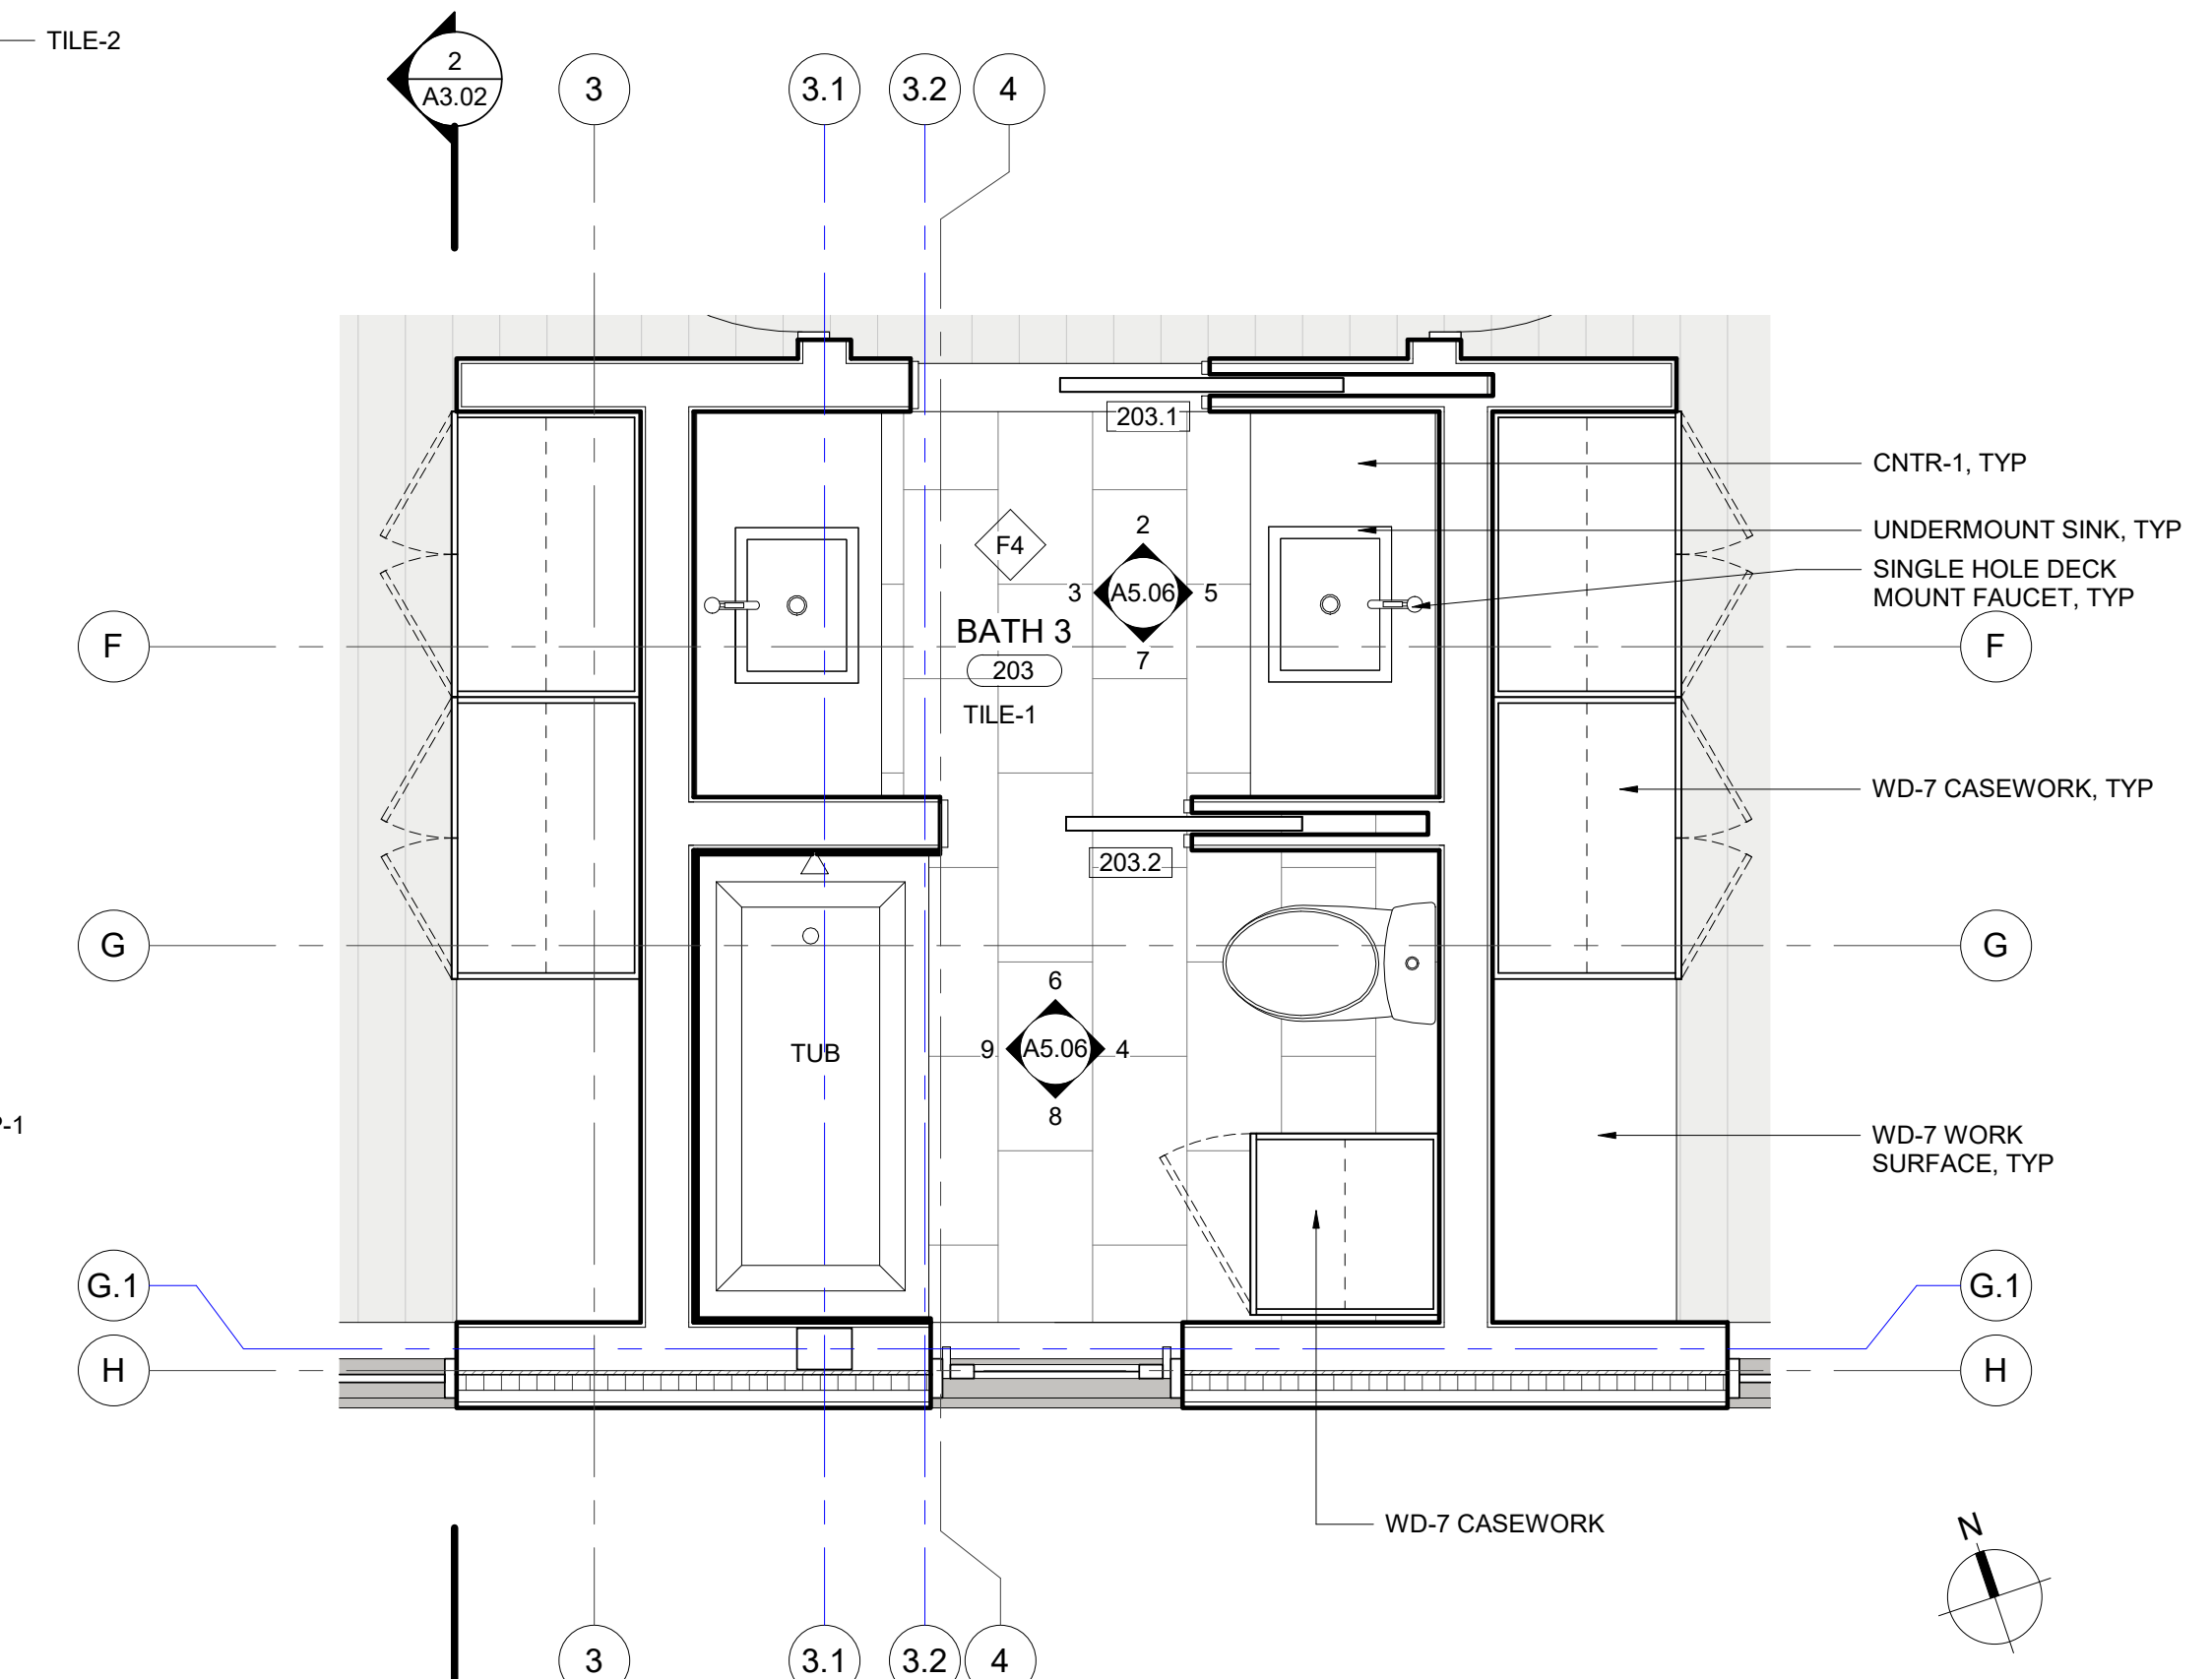 TILE-2
2
A3.02
3
3.1
3.2
4
203.1
CNTR-1, TYP
UNDERMOUNT SINK, TYP
SINGLE HOLE DECK
MOUNT FAUCET, TYP
F4
2
3
A5.06
5
7
BATH 3
203
TILE-1
F
F
WD-7 CASEWORK, TYP
203.2
G
G
6
9
A5.06
4
8
TUB
-1
WD-7 WORK
SURFACE, TYP
G.1
G.1
H
H
WD-7 CASEWORK
N
3
3.1
3.2
4